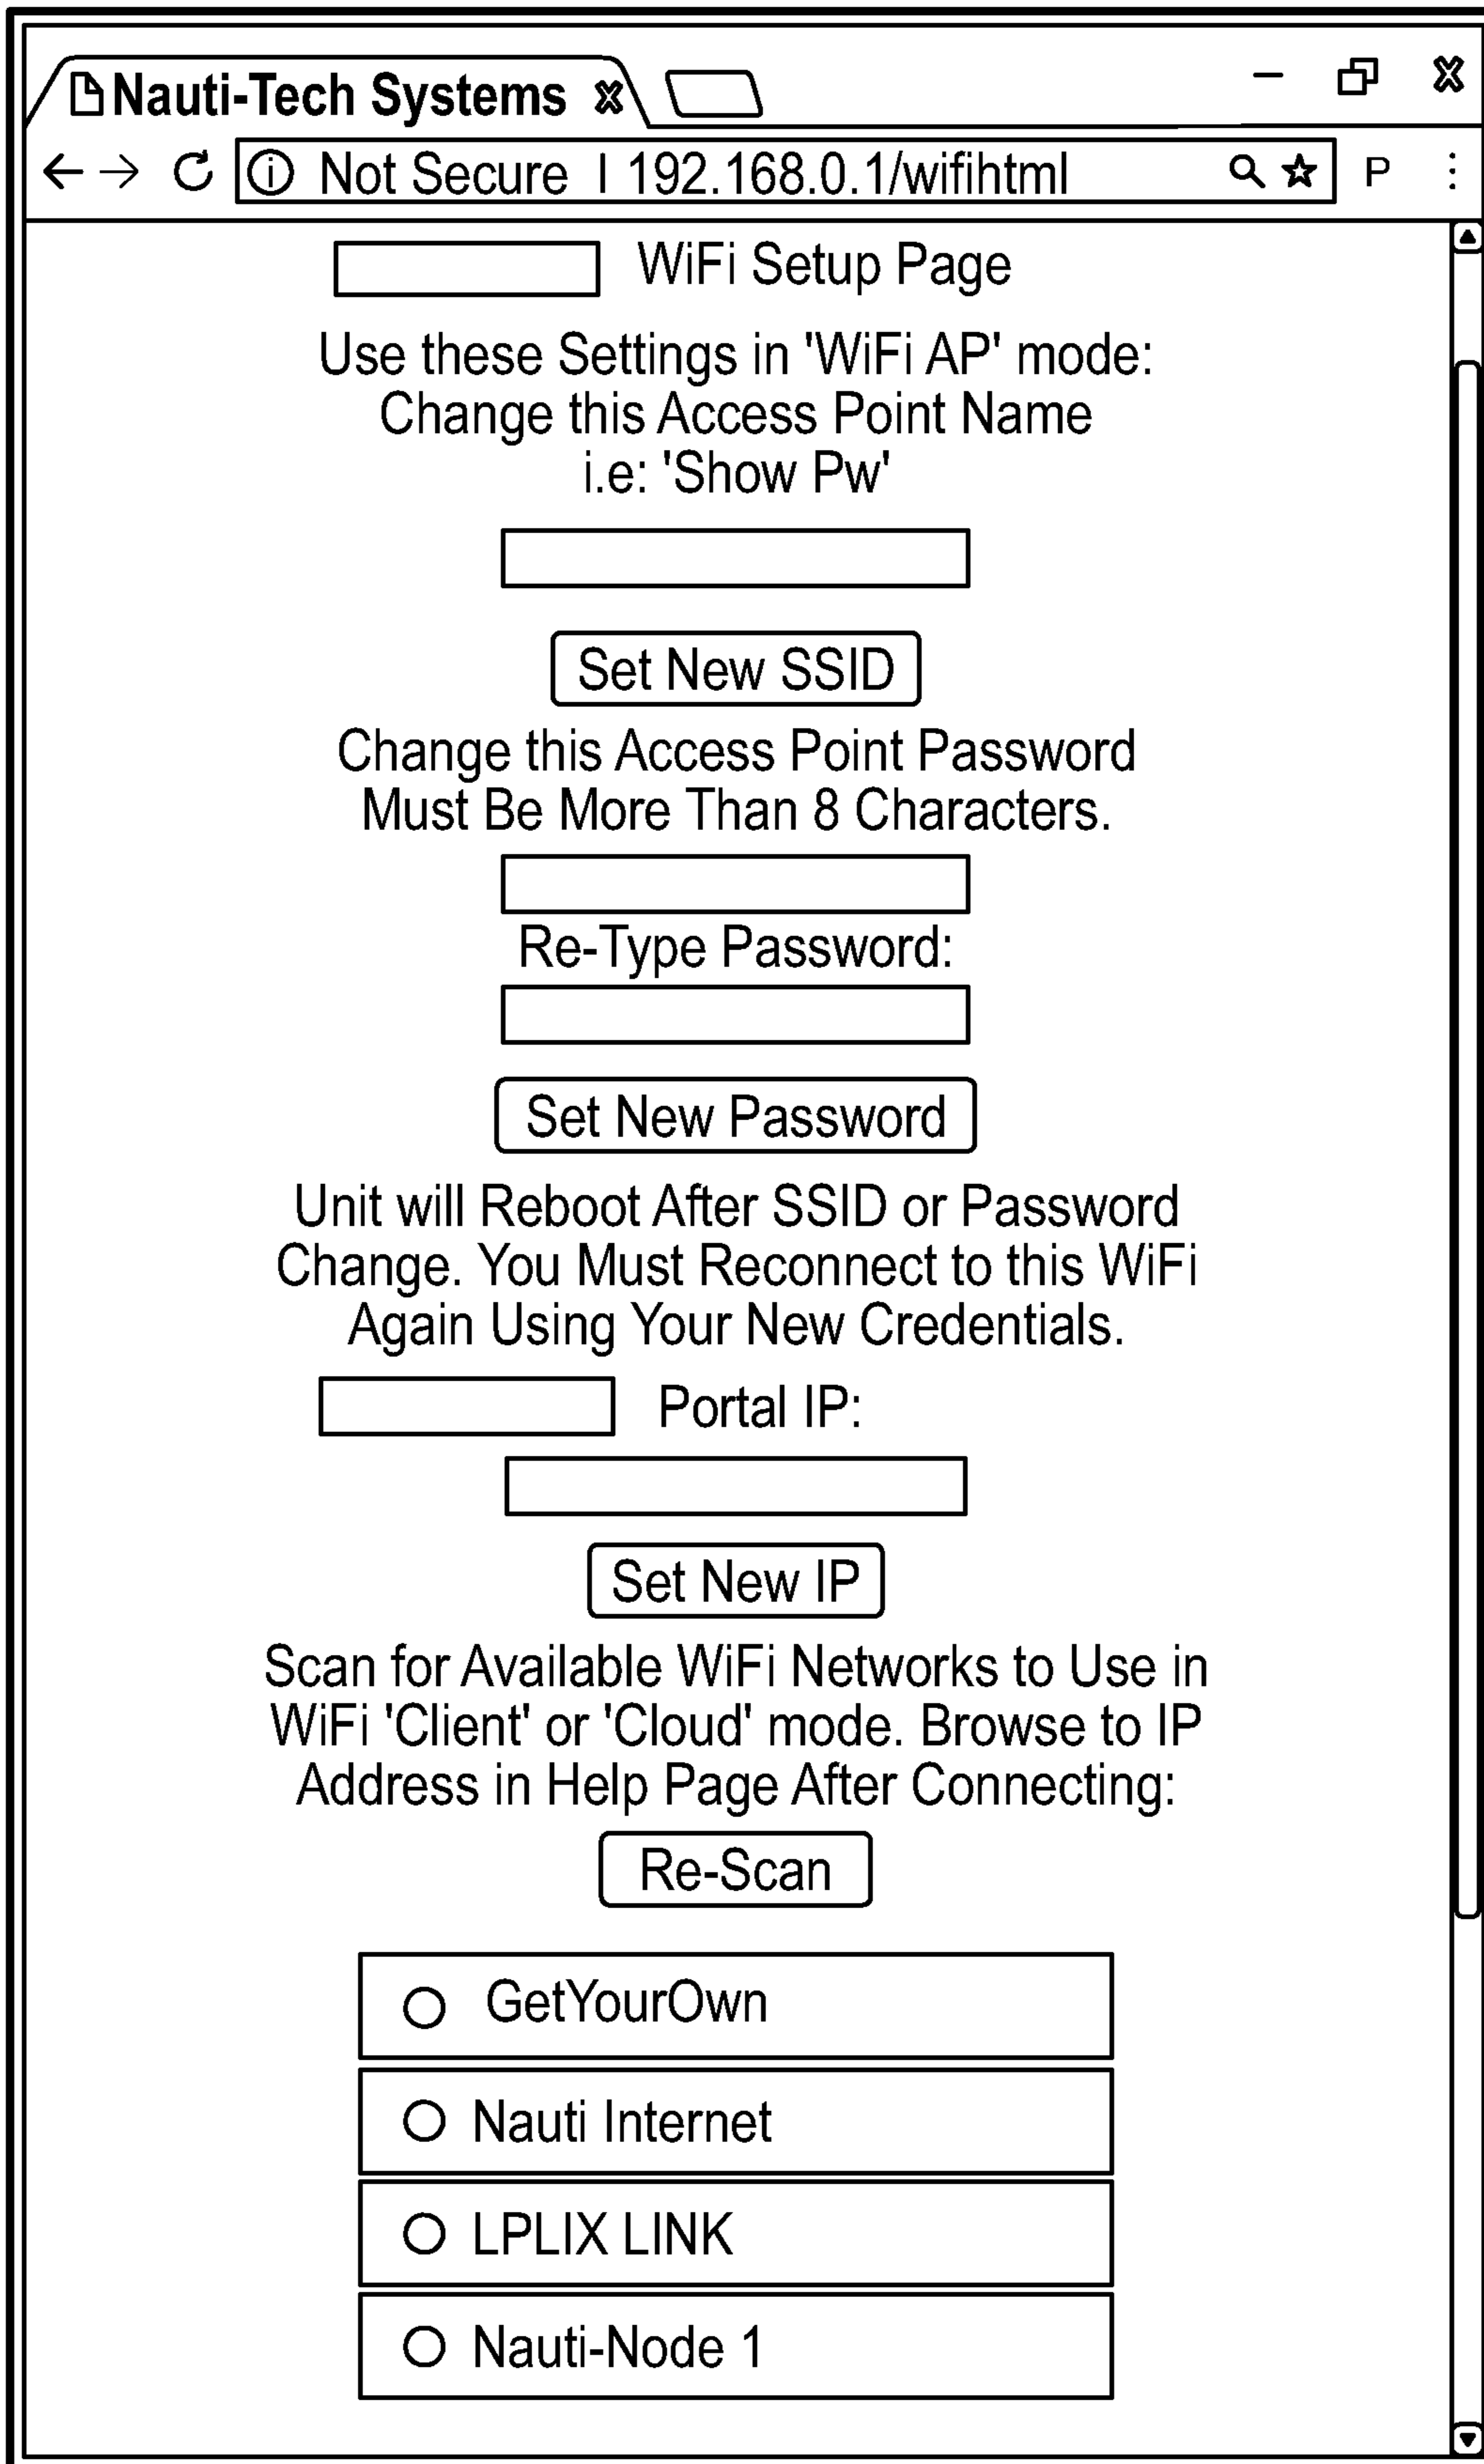 Nauti-Tech Systems
Not Secure | 192.168.0.1/wifihtml
P
WiFi Setup Page
Use these Settings in 'WiFi AP' mode:
Change this Access Point Name
i.e: 'Show Pw'
Set New SSID
Change this Access Point Password
Must Be More Than 8 Characters.
Re-Type Password:
Set New Password
Unit will Reboot After SSID or Password
Change. You Must Reconnect to this WiFi
Again Using Your New Credentials.
Portal IP:
Set New IP
Scan for Available WiFi Networks to Use in
WiFi 'Client' or 'Cloud' mode. Browse to IP
Address in Help Page After Connecting:
Re-Scan
GetYourOwn
Nauti Internet
LPLIX LINK
Nauti-Node 1